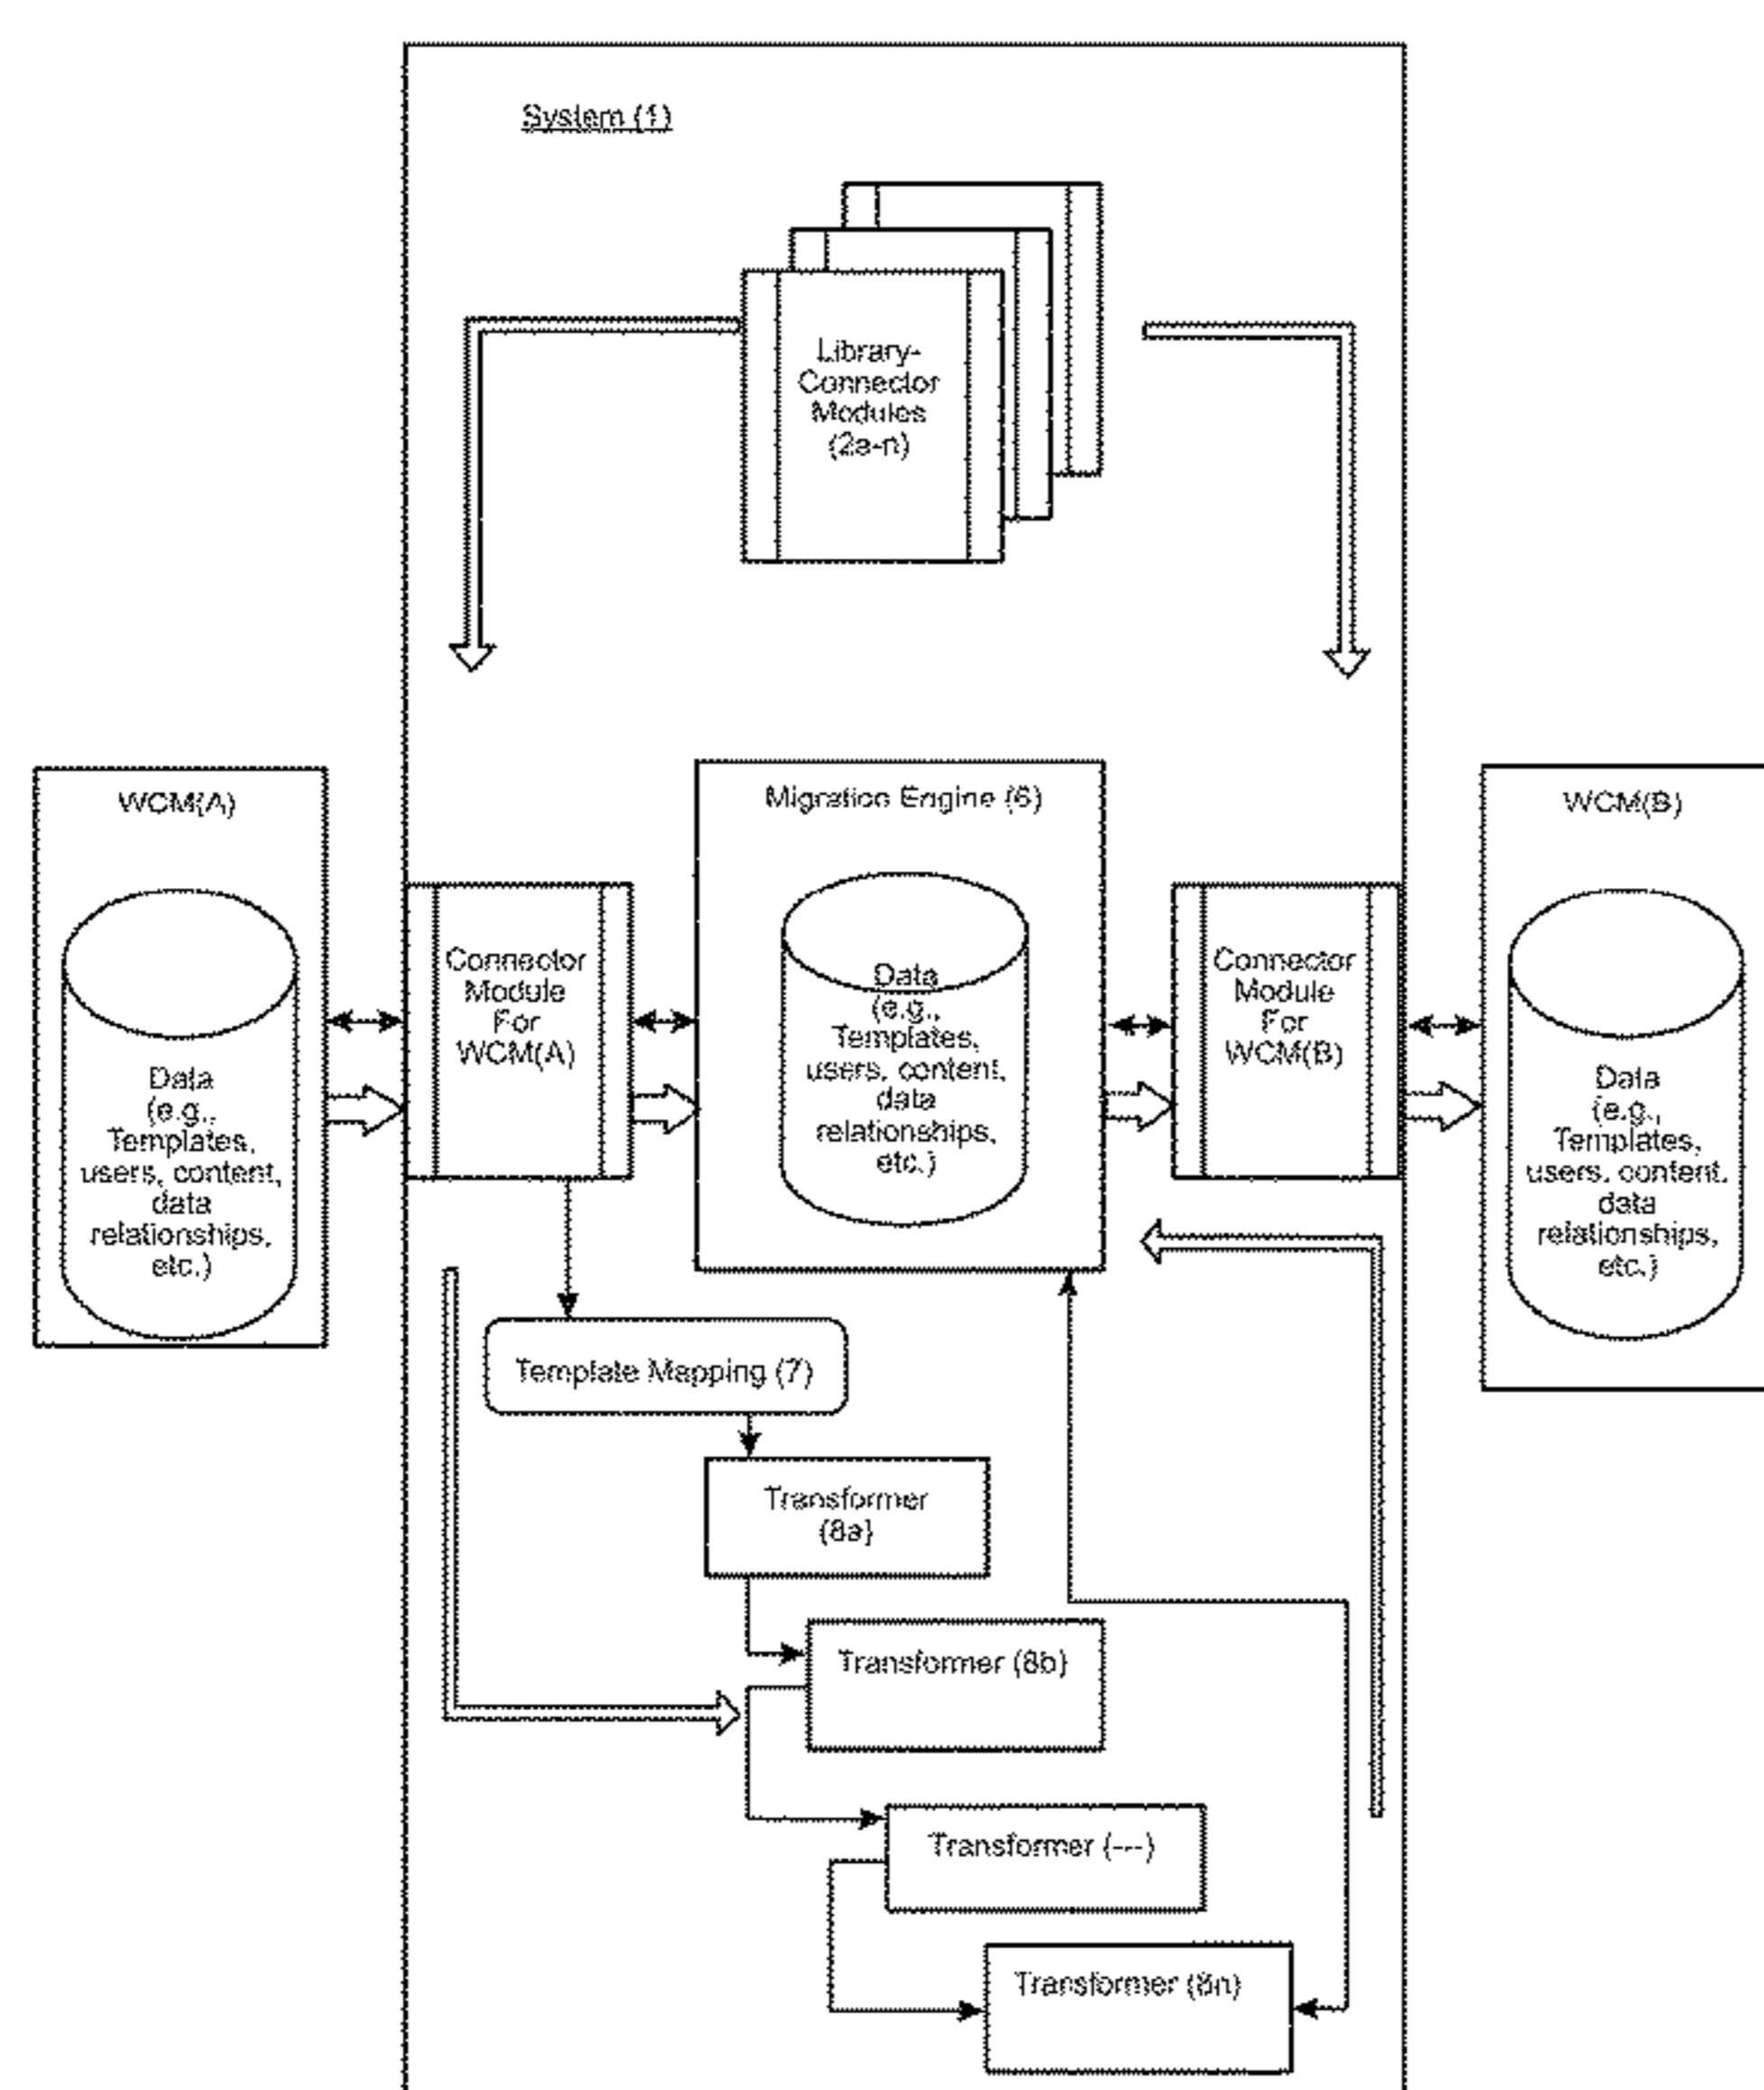 System (1)
Library-
Connector
Modules
(2a-n)
WCM(A)
Data
(e.g.,
Templates,
users, content,
data
relationships,
etc.)
Connector
Module
For
WCM(A)
Migration Engine (6)
Data
(e.g.,
Templates,
users, content,
data
relationships,
etc.)
Connector
Module
For
WCM(B)
WCM(B)
Data
(e.g.,
Templates,
users, content,
data
relationships,
etc.)
Template Mapping (7)
Transformer
(8a)
Transformer (8b)
Transformer (---)
Transformer (8n)